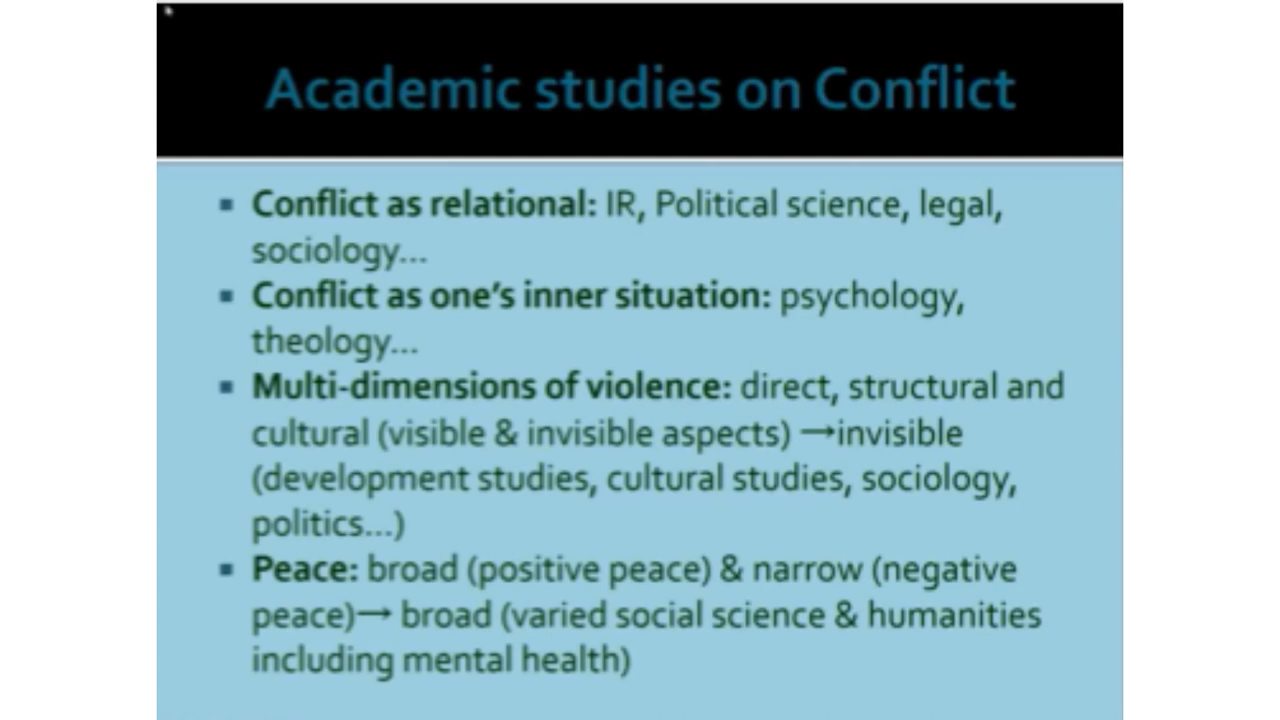 Academic studies on Conflict
▪ Conflict as relational: IR, Political science, legal,
sociology...
▪ Conflict as one's inner situation: psychology,
theology...
▪ Multi-dimensions of violence: direct, structural and
cultural (visible & invisible aspects) →invisible
(development studies, cultural studies, sociology,
politics...)
▪ Peace: broad (positive peace) & narrow (negative
peace)→ broad (varied social science & humanities
including mental health)